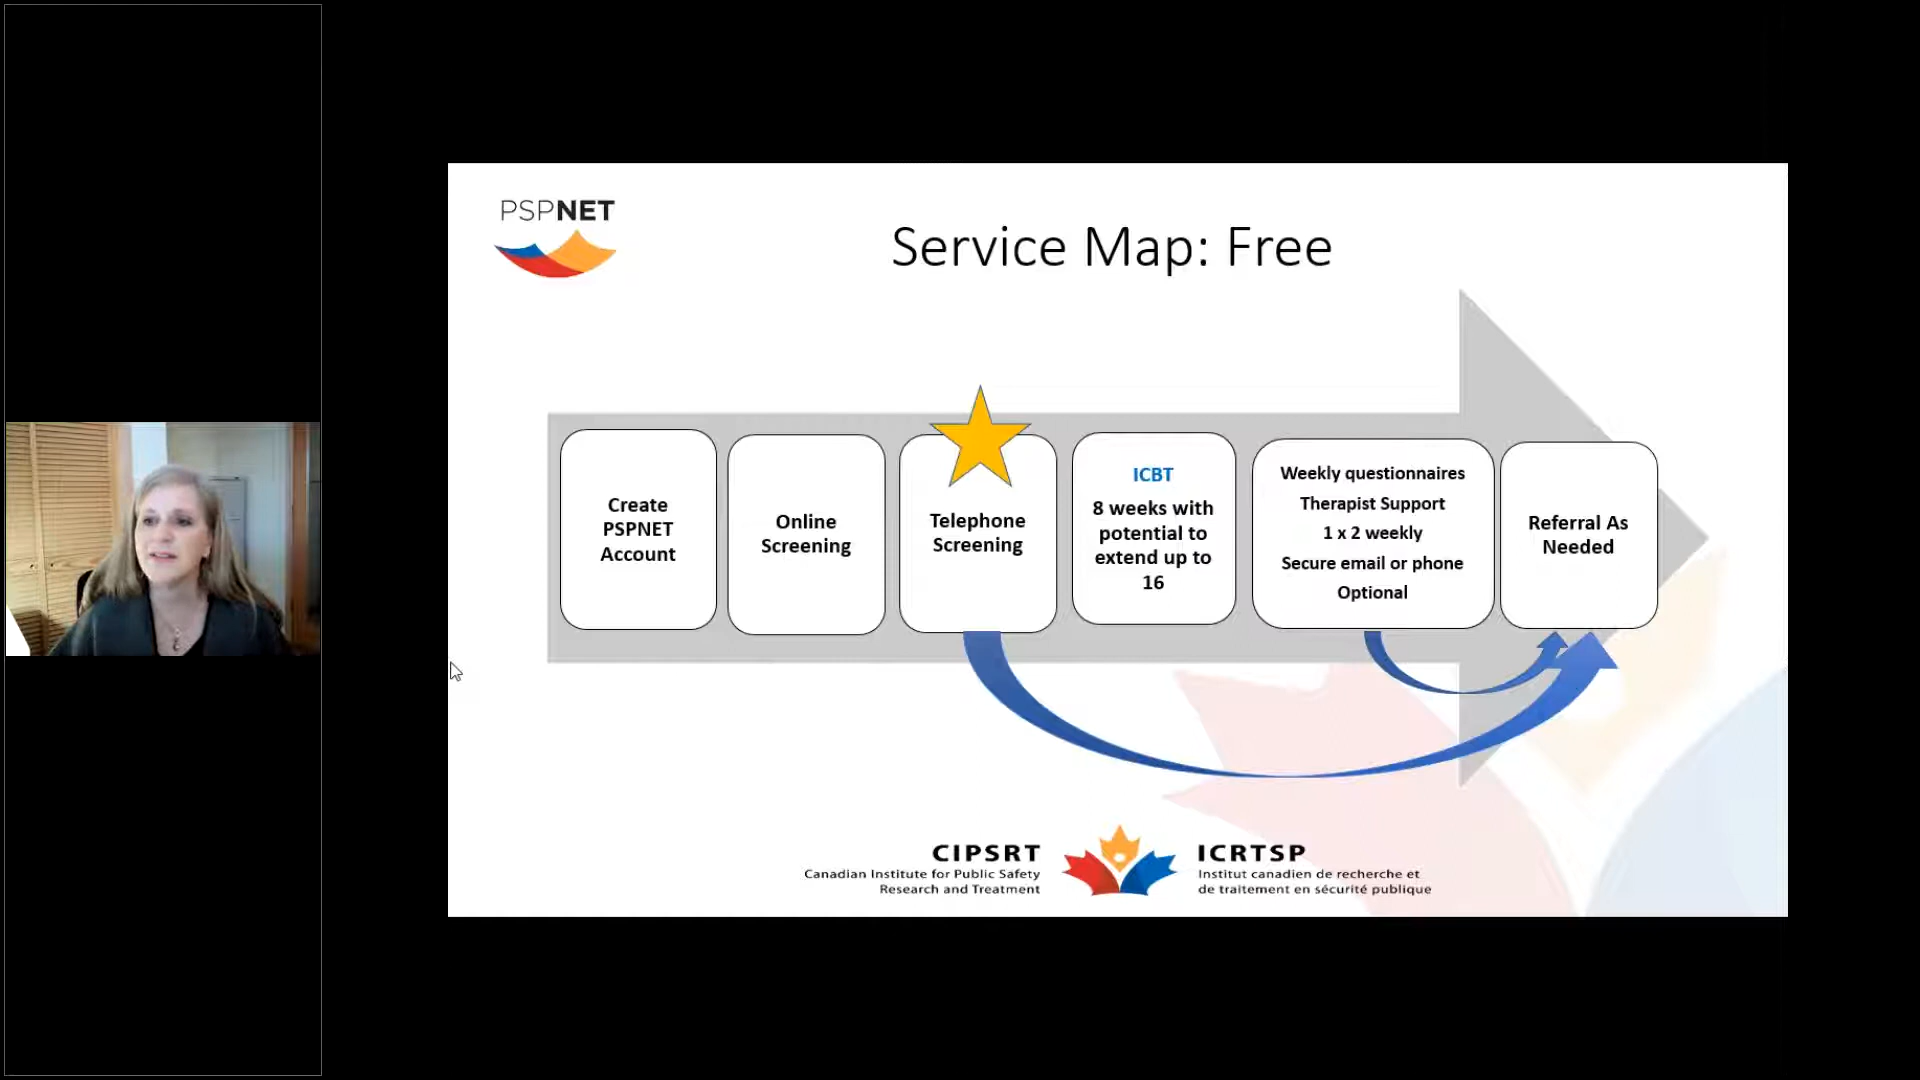 PSPNET
Service Map: Free
Create
PSPNET
Account
Online
Screening
Telephone
Screening
ICBT
8 weeks with
potential to
extend up to
16
Weekly questionnaires
Therapist Support
1 x 2 weekly
Secure email or phone
Optional
Referral As
Needed
CIPSRT
Canadian Institute for Public Safety
Research and Treatment
ICRTSP
Institut canadien de recherche et
de traitement en sécurité publique